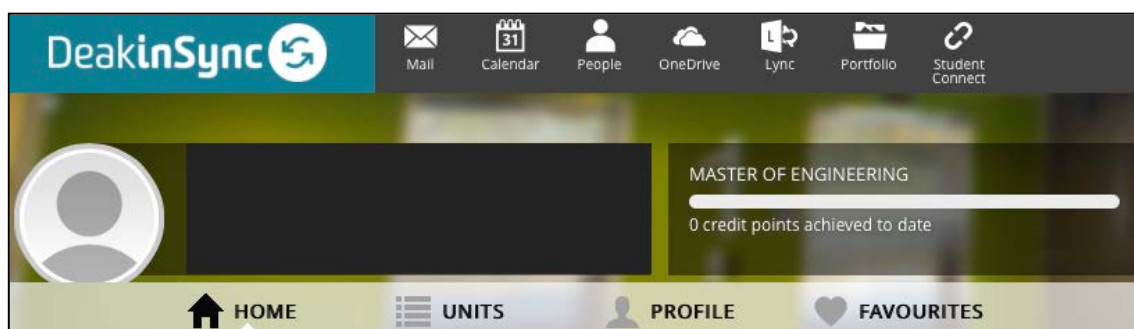 DeakinSync
31
Mail
Calendar
People
OneDrive
L
Lync
Portfolio
Student
Connect
MASTER OF ENGINEERING
0 credit points achieved to date
HOME
UNITS
PROFILE
FAVOURITES